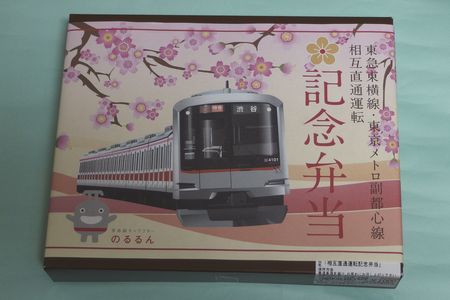 東急東横線・東京メトロ副都心線
相互直通運転
記念弁当
渋谷
4101
のるるん
「相互直通運転記念弁当」